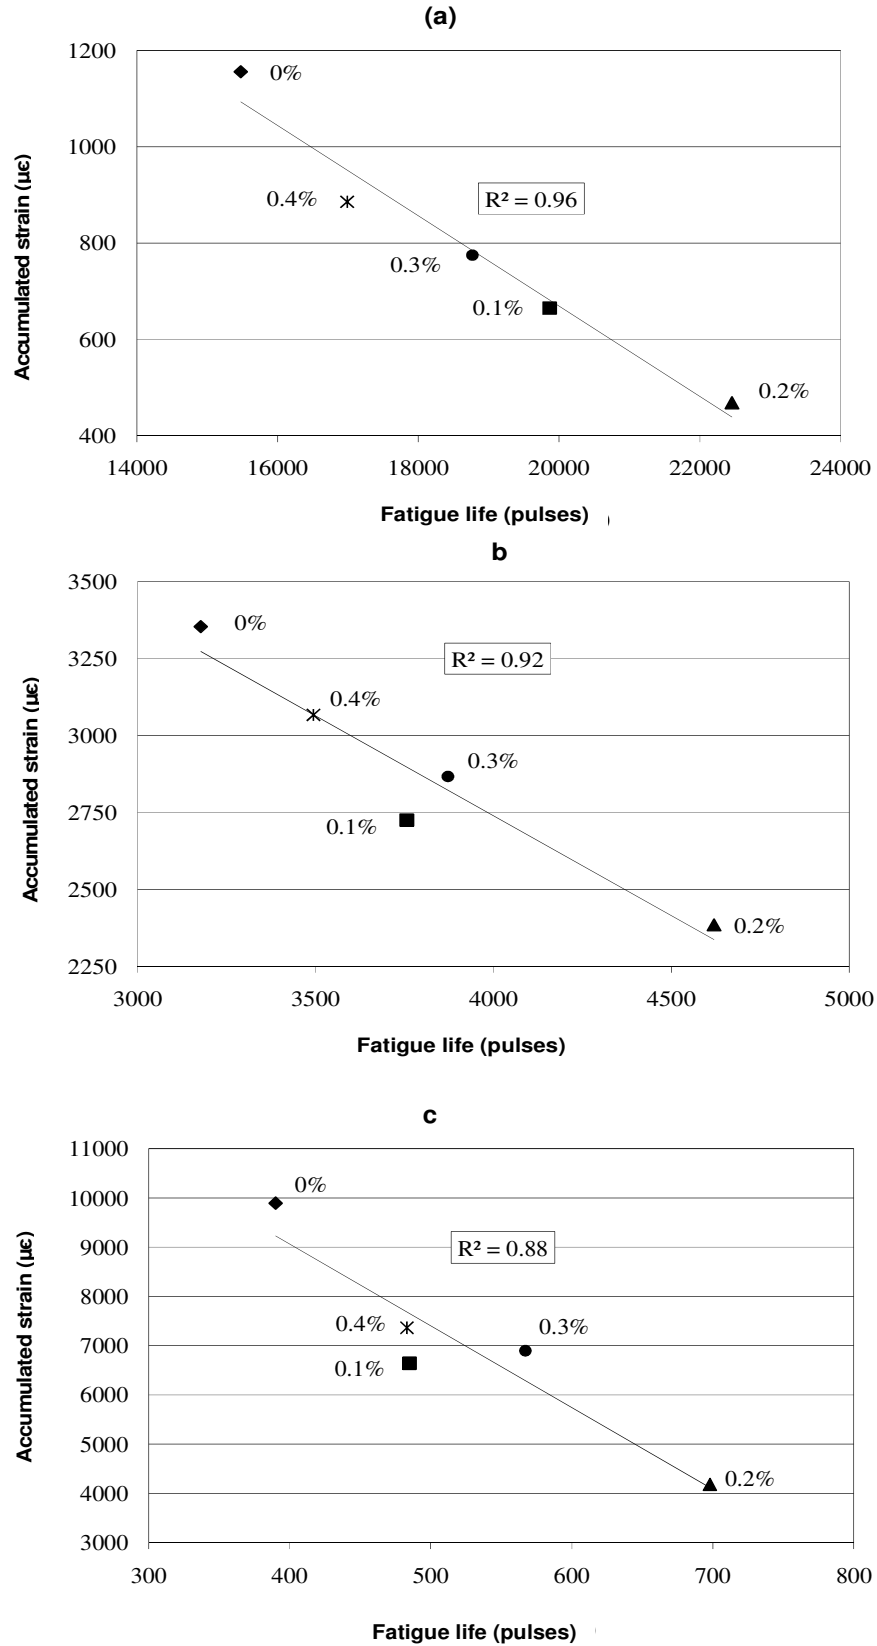 (a)
1200
0%
1000
0.4%
R² = 0.96
800
0.3%
0.1%
600
0.2%
400
14000 16000 18000 20000 22000 24000
Accumulated strain (µє)
Fatigue life (pulses) )
b
3500
0%
3250
R² = 0.92
0.4%
3000
0.3%
2750
0.1%
2500
0.2%
2250
3000 3500 4000 4500 5000
Accumulated strain (µє)
Fatigue life (pulses)
c
11000
0%
10000
9000
R² = 0.88
8000
0.4%
0.3%
7000
0.1%
6000
5000
0.2%
4000
3000
300 400 500 600 700 800
Accumulated strain (µє)
Fatigue life (pulses)